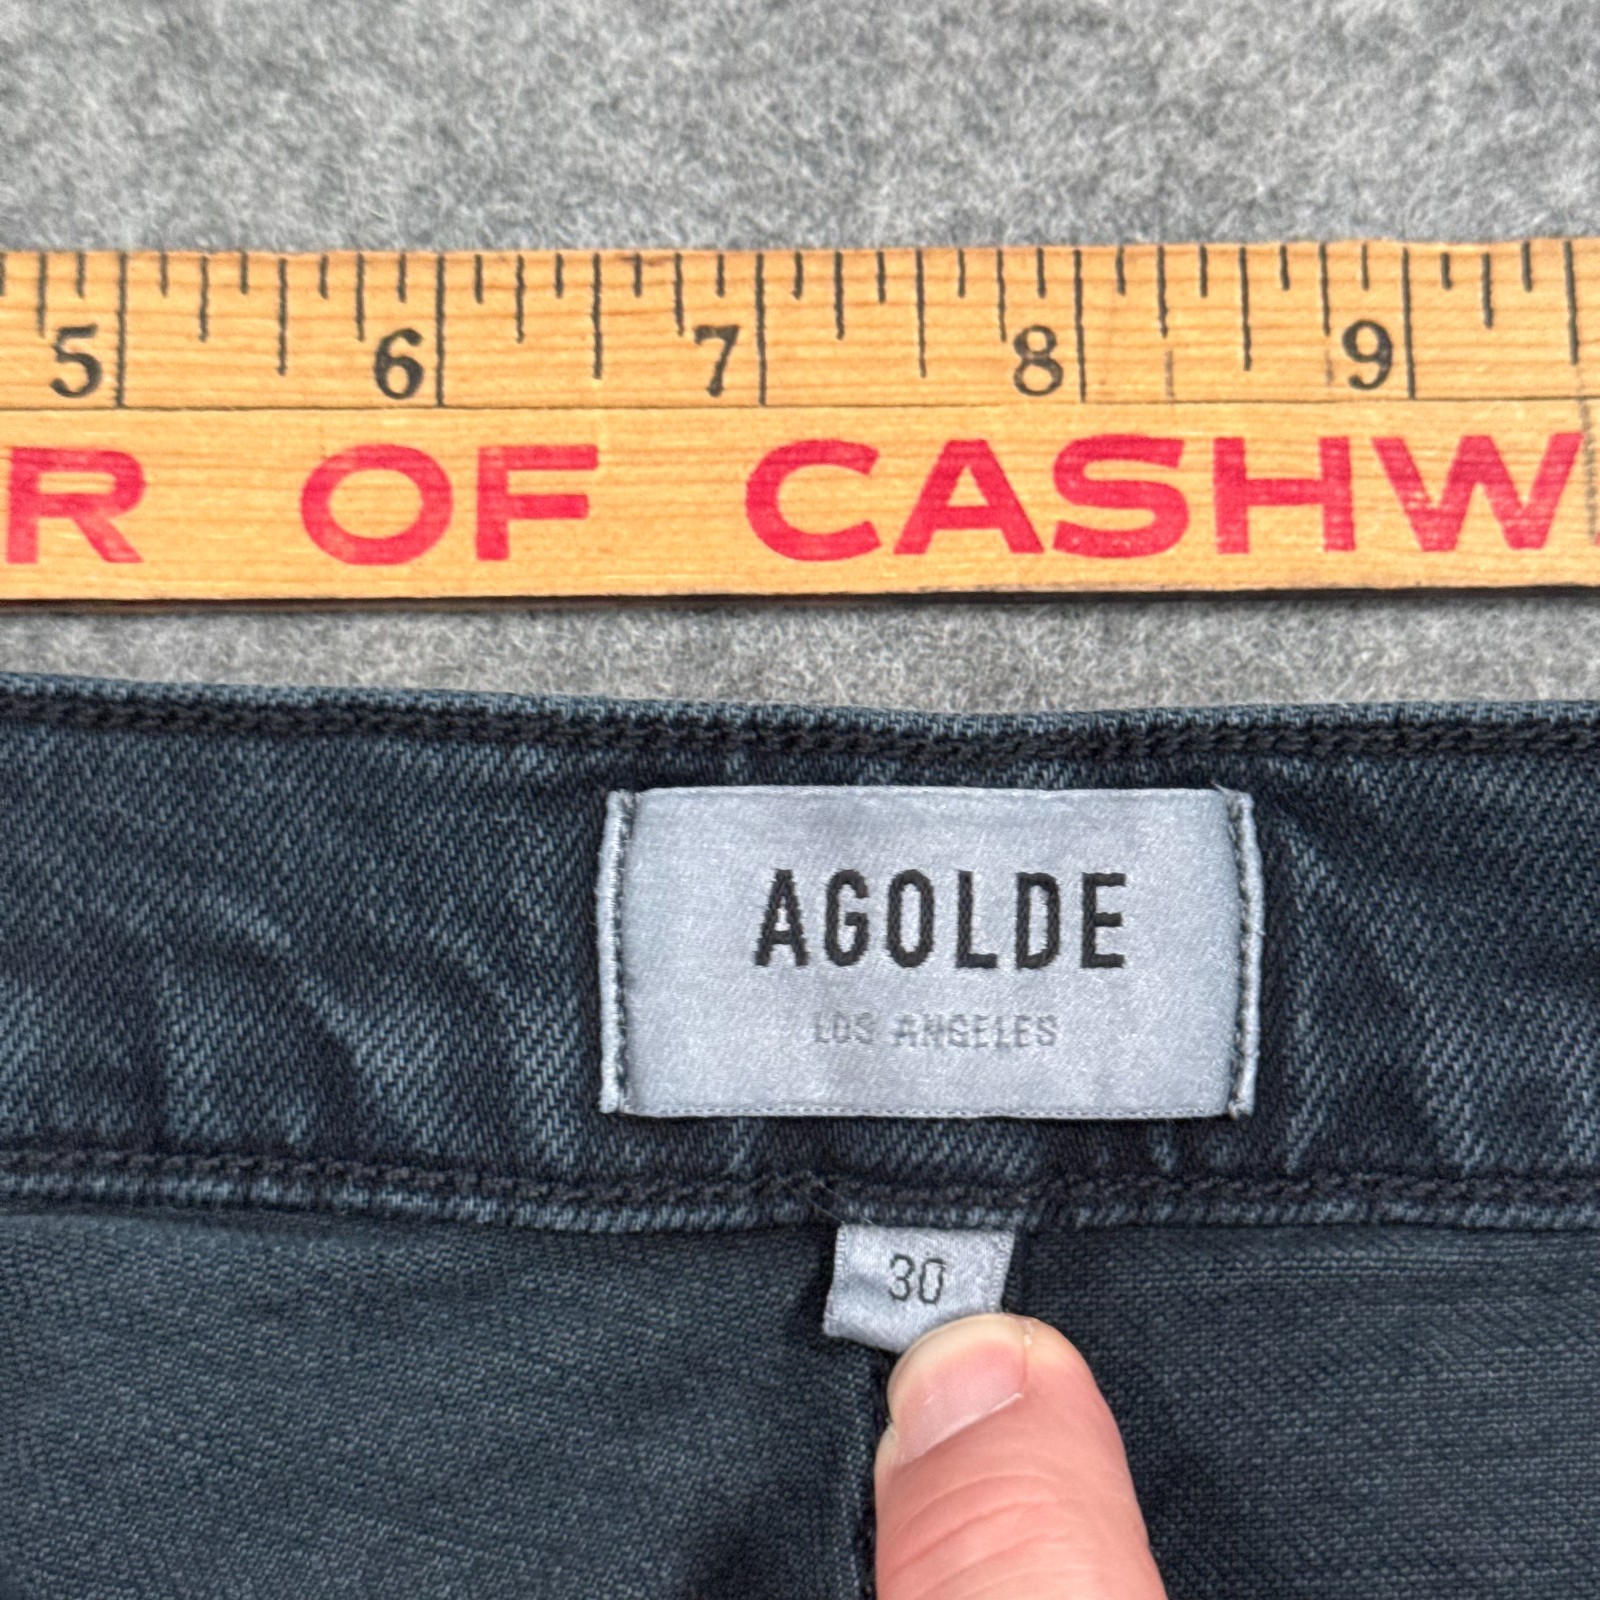 5 6 7 8 9
R OF CASHW
AGOLDE
LOS ANGELES
30